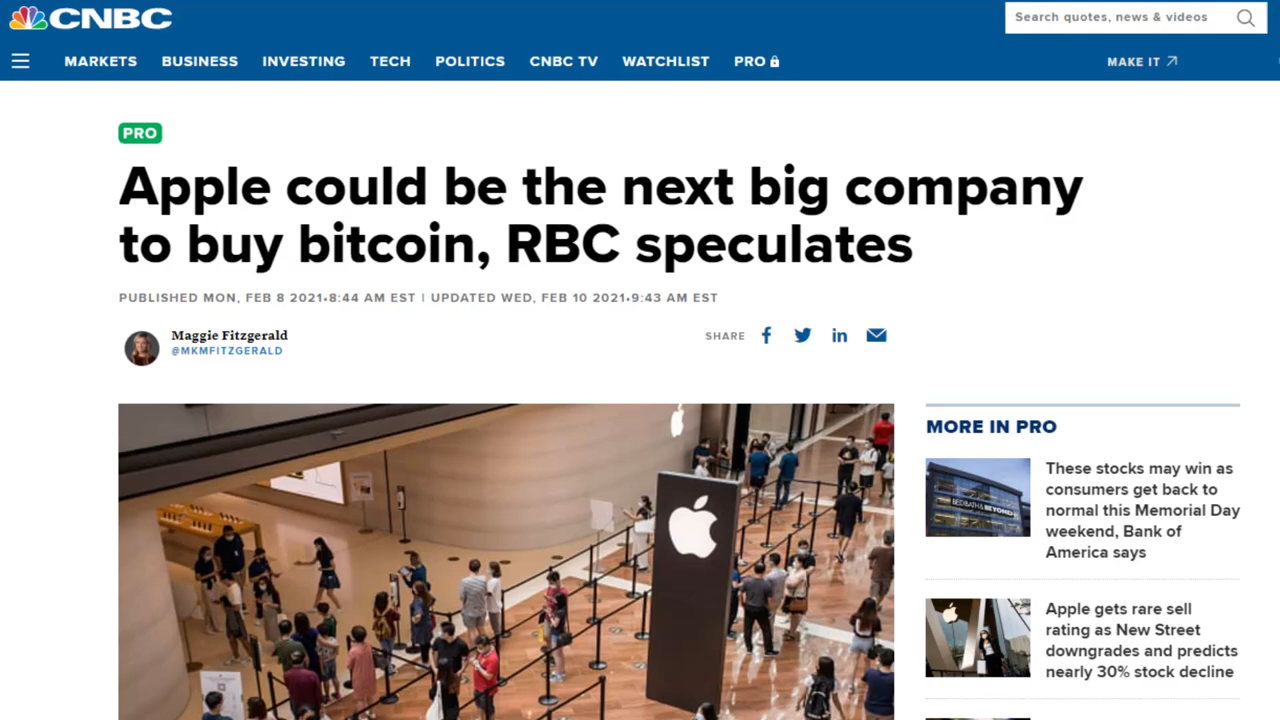 CNBC
Search quotes, news & videos
MARKETS BUSINESS INVESTING TECH POLITICS CNBC TV WATCHLIST PRO
MAKE IT
PRO
Apple could be the next big company
to buy bitcoin, RBC speculates
PUBLISHED MON, FEB 8 2021•8:44 AM EST | UPDATED WED, FEB 10 2021•9:43 AM EST
Maggie Fitzgerald
@MKMFITZGERALD
SHARE
MORE IN PRO
BED BATH & BEYOND
These stocks may win as
consumers get back to
normal this Memorial Day
weekend, Bank of
America says
Apple gets rare sell
rating as New Street
downgrades and predicts
nearly 30% stock decline